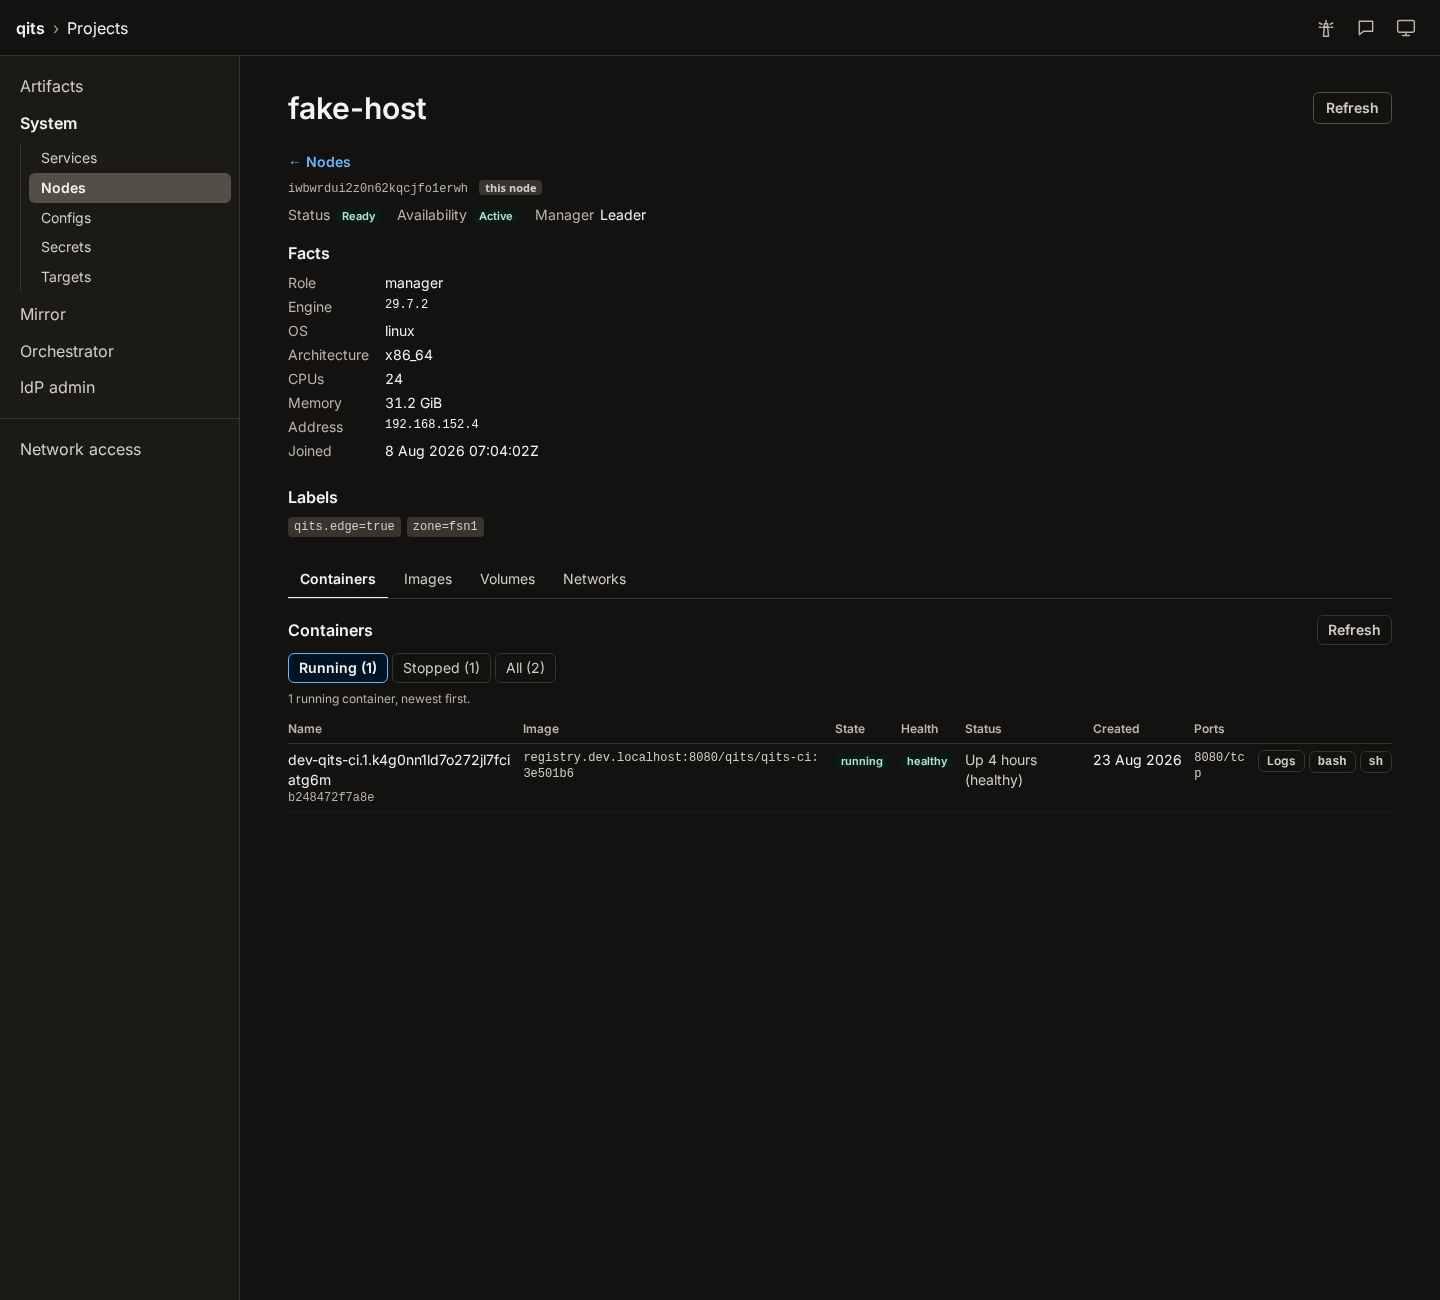 qits › Projects
Artifacts
System
Services
Nodes
Configs
Secrets
Targets
Mirror
Orchestrator
IdP admin
Network access
fake-host
Refresh
← Nodes
iwbwrdui2z0n62kqcjfo1erwh this node
Status Ready Availability Active Manager Leader
Facts
Role manager
Engine 29.7.2
OS linux
Architecture x86_64
CPUs 24
Memory 31.2 GiB
Address 192.168.152.4
Joined 8 Aug 2026 07:04:02Z
Labels
qits.edge=true zone=fsn1
Containers Images Volumes Networks
Containers
Refresh
Running (1) Stopped (1) All (2)
1 running container, newest first.
Name Image State Health Status Created Ports
dev-qits-ci.1.k4g0nn1ld7o272jl7fci
atg6m
b248472f7a8e
registry.dev.localhost:8080/qits/qits-ci:
3e501b6
running
healthy
Up 4 hours
(healthy)
23 Aug 2026
8080/tc
p
Logs bash sh